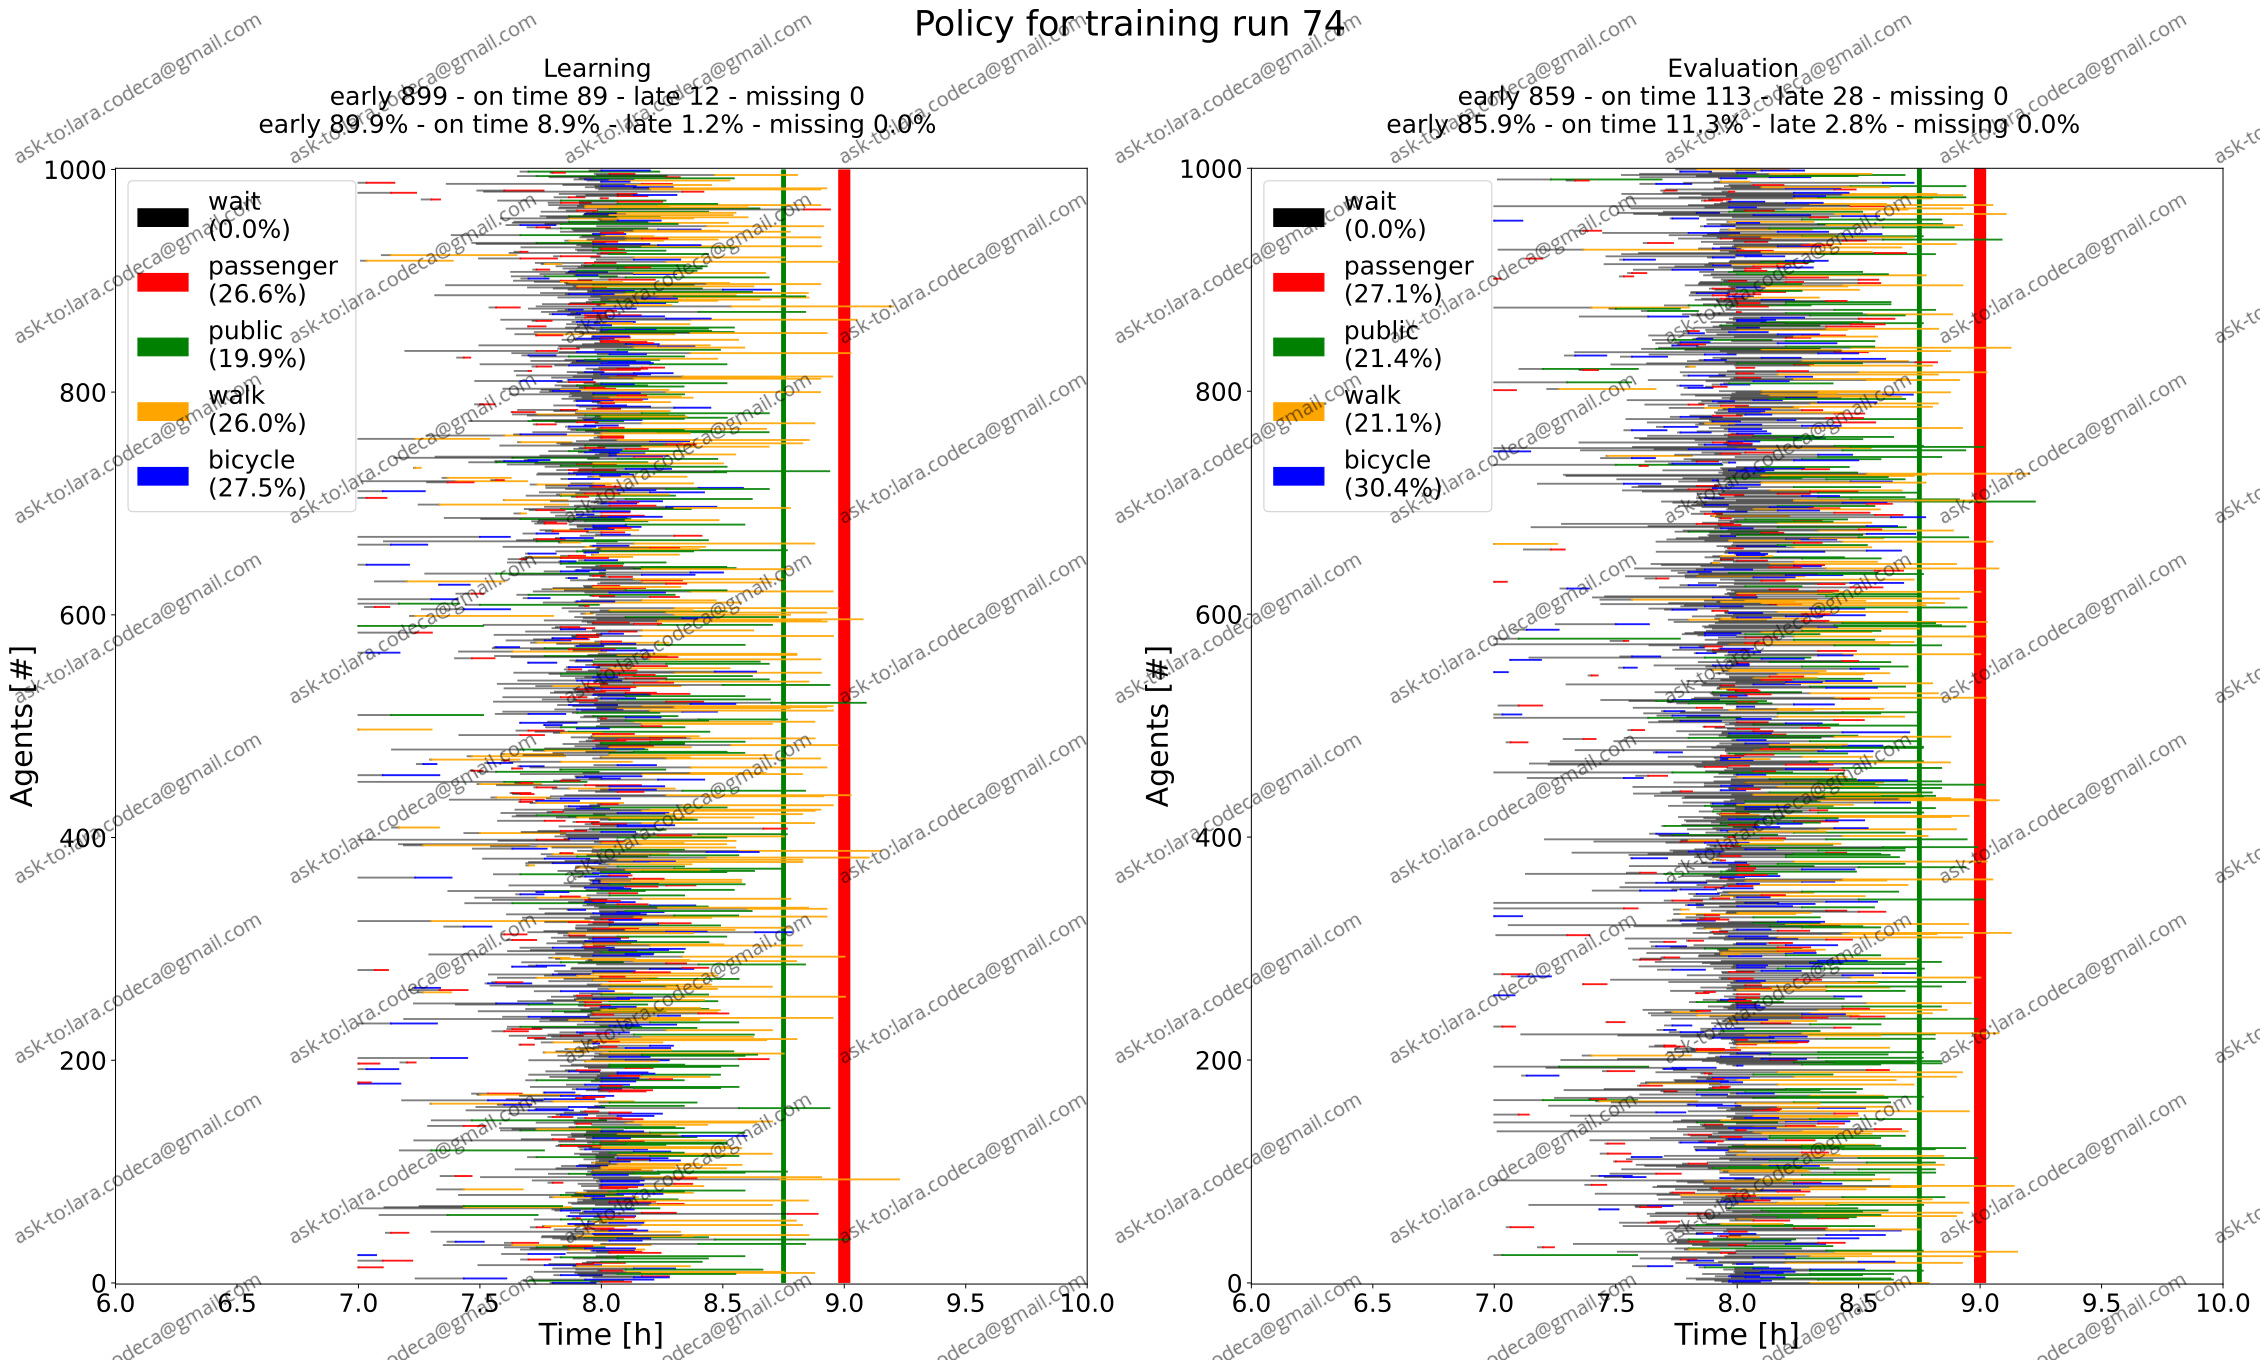 Policy for training run 74
Learning
early 899 - on time 89 - late 12 - missing 0
early 89.9% - on time 8.9% - late 1.2% - missing 0.0%
Evaluation
early 859 - on time 113 - late 28 - missing 0
early 85.9% - on time 11.3% - late 2.8% - missing 0.0%
wait
(0.0%)
passenger
(26.6%)
public
(19.9%)
walk
(26.0%)
bicycle
(27.5%)
1000
800
600
400
200
0
Agents [#]
6.0 6.5 7.0 7.5 8.0 8.5 9.0 9.5 10.0
Time [h]
wait
(0.0%)
passenger
(27.1%)
public
(21.4%)
walk
(21.1%)
bicycle
(30.4%)
1000
800
600
400
200
0
Agents [#]
6.0 6.5 7.0 7.5 8.0 8.5 9.0 9.5 10.0
Time [h]
ask-to:lara.codeca@gmail.com